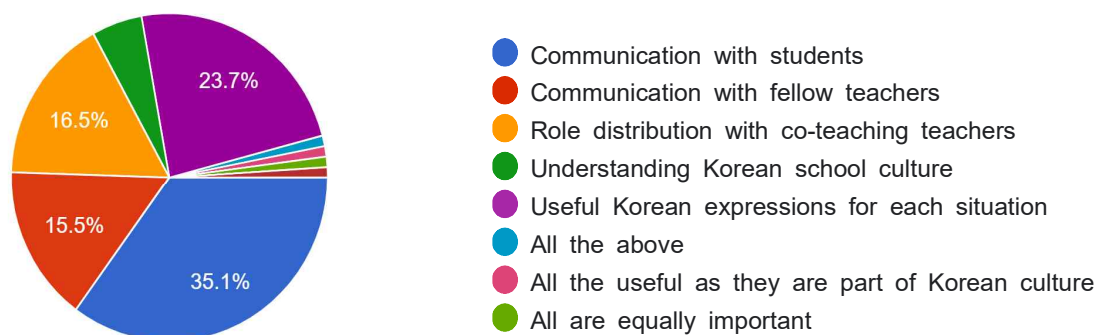 23.7%
16.5%
15.5%
35.1%
Communication with students
Communication with fellow teachers
Role distribution with co-teaching teachers
Understanding Korean school culture
Useful Korean expressions for each situation
All the above
All the useful as they are part of Korean culture
All are equally important